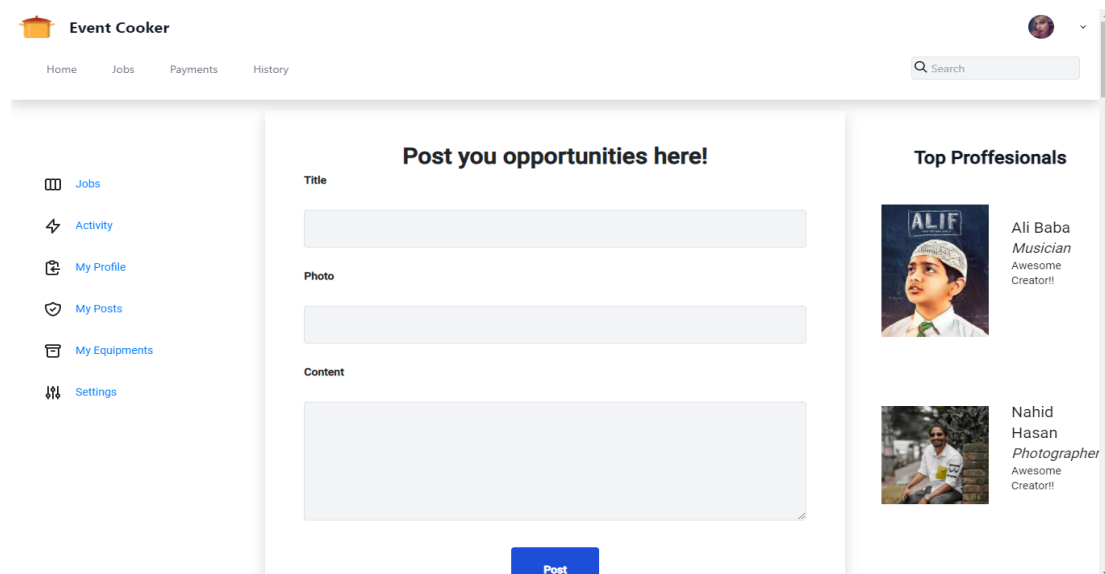 Event Cooker
Home Jobs Payments History
Search
Jobs
Activity
My Profile
My Posts
My Equipments
Settings
Post you opportunities here!
Title
Photo
Content
Post
Top Proffesionals
ALIF
Ali Baba
Musician
Awesome
Creator!!
Nahid
Hasan
Photographer
Awesome
Creator!!